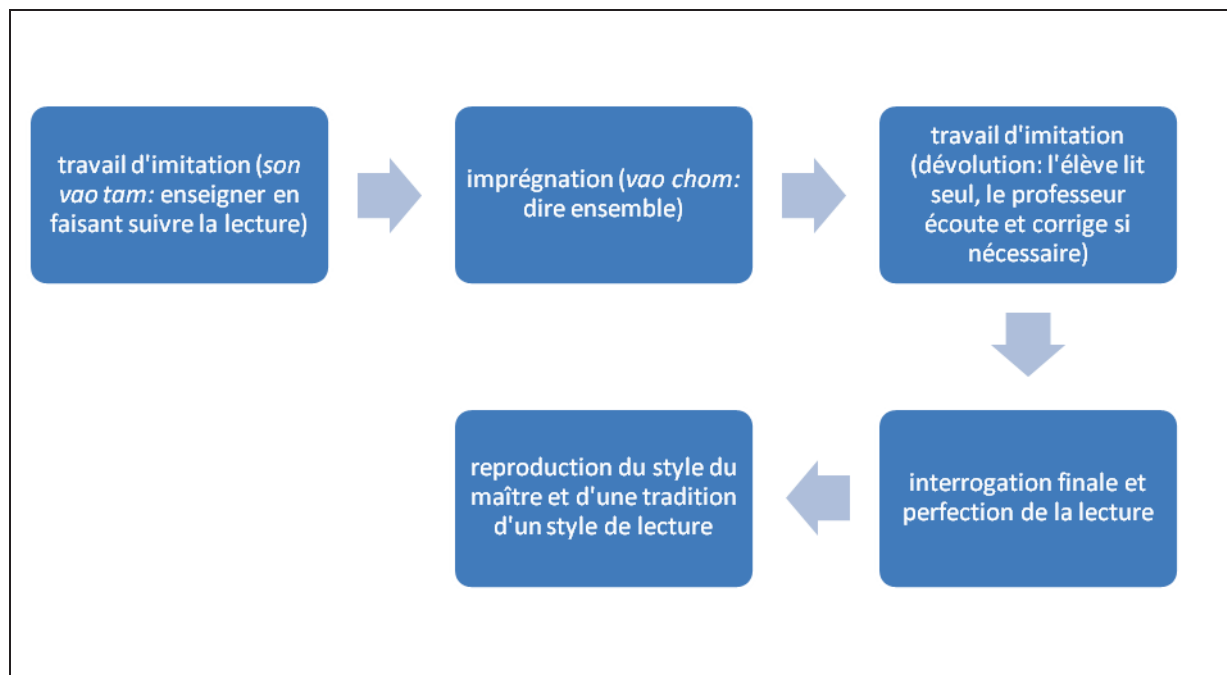 travail d'imitation (son
vao tam: enseigner en
faisant suivre la lecture)
imprégnation (vao chom:
dire ensemble)
travail d'imitation
(dévolution: l'élève lit
seul, le professeur
écoute et corrige si
nécessaire)
interrogation finale et
perfection de la lecture
reproduction du style du
maître et d'une tradition
d'un style de lecture